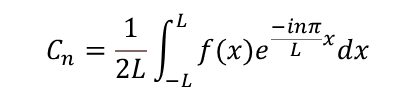 $C_n = \frac{1}{2L} \int_{-L}^{L} f(x) e^{\frac{-in\pi}{L}x} dx$